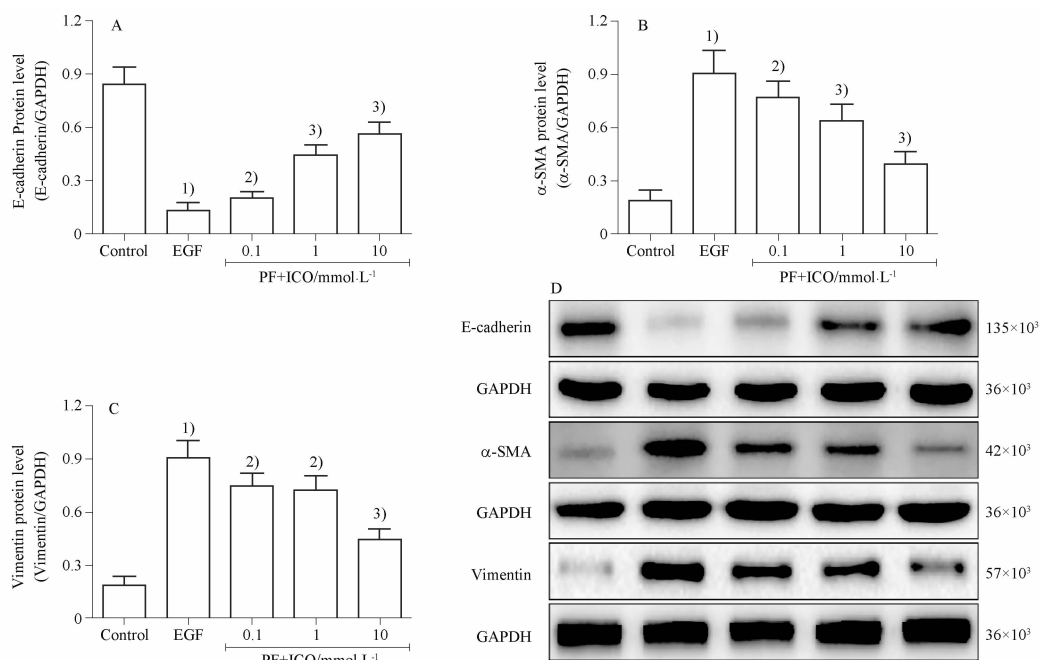 A
1.2
0.9
0.6
0.3
0
E-cadherin Protein level
(E-cadherin/GAPDH)
1)
2)
3)
3)
Control EGF 0.1 1 10
PF+ICO/mmol·L⁻¹
B
1.2
0.9
0.6
0.3
0
α-SMA protein level
(α-SMA/GAPDH)
1)
2)
3)
3)
Control EGF 0.1 1 10
PF+ICO/mmol·L⁻¹
C
1.2
0.9
0.6
0.3
0
Vimentin protein level
(Vimentin/GAPDH)
1)
2)
2)
3)
Control EGF 0.1 1 10
PF+ICO/mmol·L⁻¹
D
E-cadherin 135×10³
GAPDH 36×10³
α-SMA 42×10³
GAPDH 36×10³
Vimentin 57×10³
GAPDH 36×10³